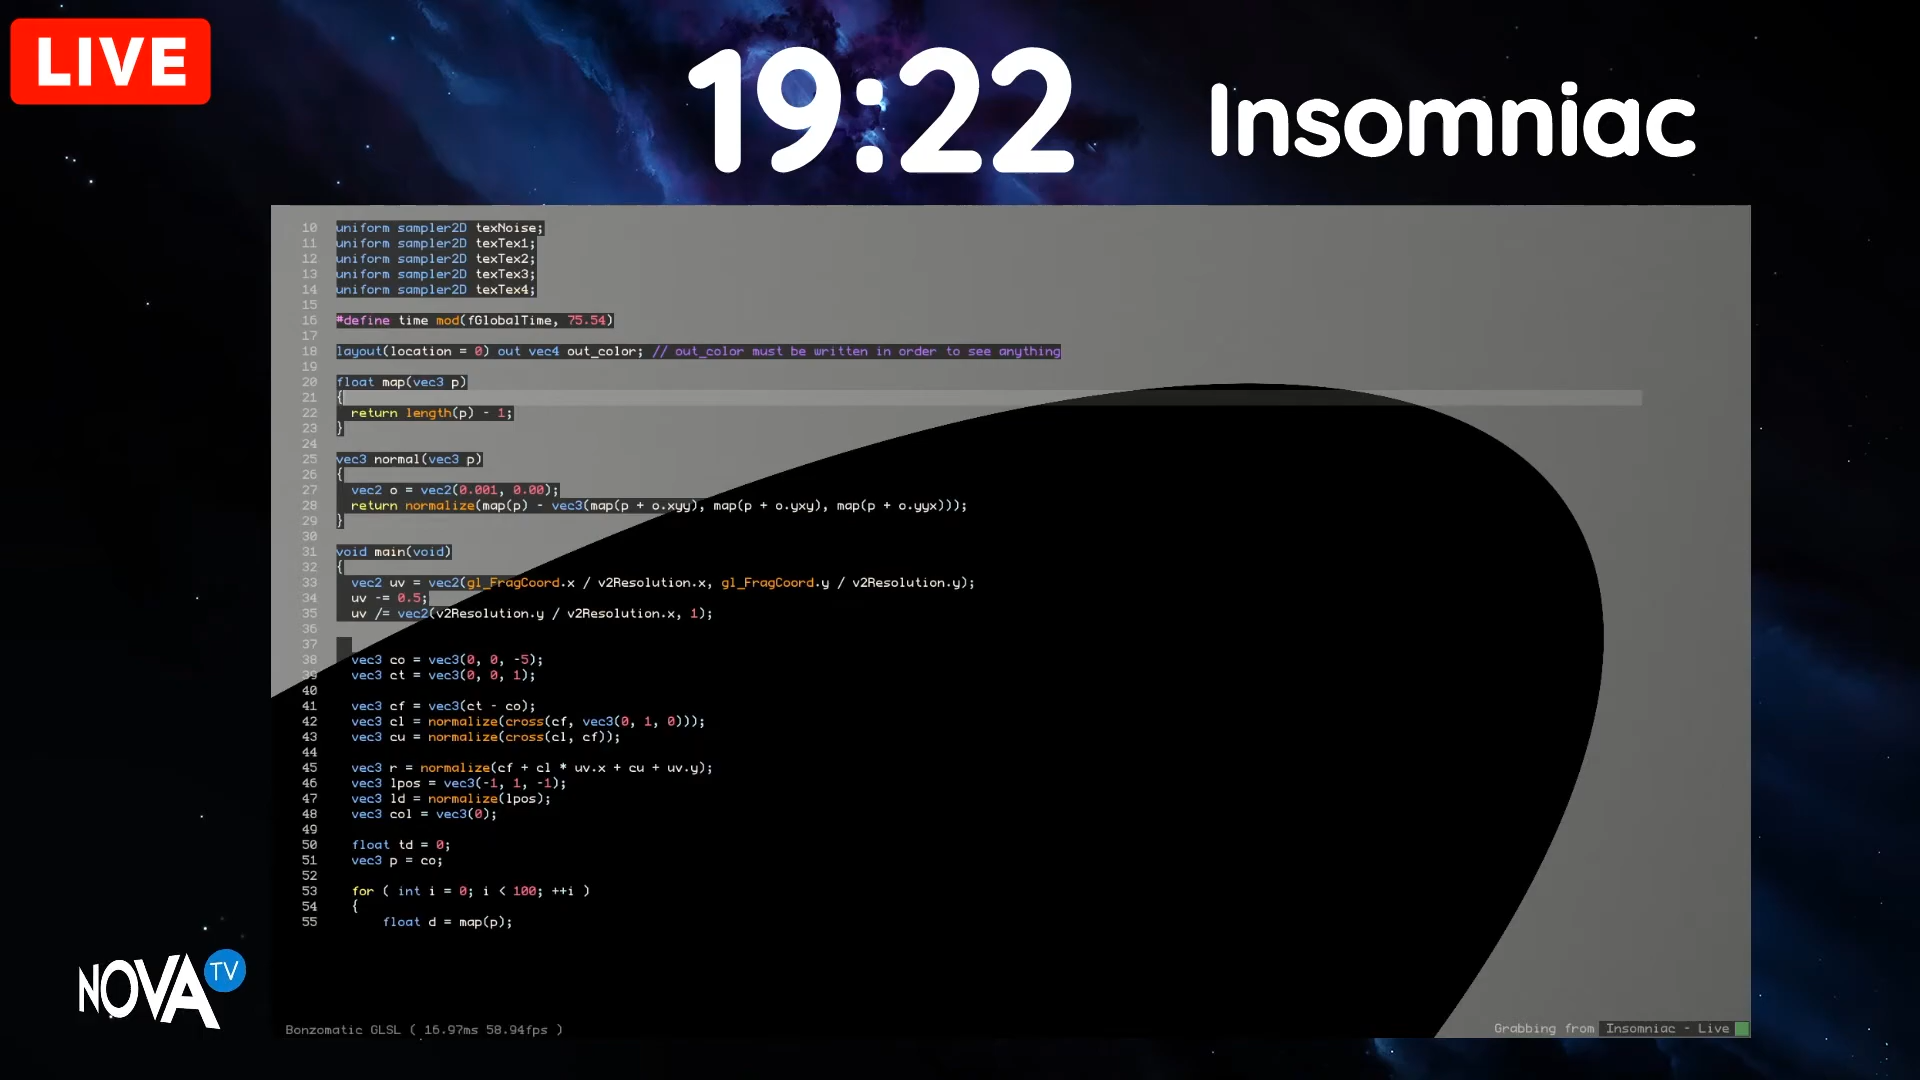 LIVE
19:22
Insomniac
10 uniform sampler2D texNoise;
11 uniform sampler2D texTex1;
12 uniform sampler2D texTex2;
13 uniform sampler2D texTex3;
14 uniform sampler2D texTex4;
15
16 #define time mod(fGlobalTime, 75.54)
17
18 layout(location = 0) out vec4 out_color; // out_color must be written in order to see anything
19
20 float map(vec3 p)
21 {
22   return length(p) - 1;
23 }
24
25 vec3 normal(vec3 p)
26 {
27   vec2 o = vec2(0.001, 0.00);
28   return normalize(map(p) - vec3(map(p + o.xyy), map(p + o.yxy), map(p + o.yyx)));
29 }
30
31 void main(void)
32 {
33   vec2 uv = vec2(gl_FragCoord.x / v2Resolution.x, gl_FragCoord.y / v2Resolution.y);
34   uv -= 0.5;
35   uv /= vec2(v2Resolution.y / v2Resolution.x, 1);
36
37
38   vec3 co = vec3(0, 0, -5);
39   vec3 ct = vec3(0, 0, 1);
40
41   vec3 cf = vec3(ct - co);
42   vec3 cl = normalize(cross(cf, vec3(0, 1, 0)));
43   vec3 cu = normalize(cross(cl, cf));
44
45   vec3 r = normalize(cf + cl * uv.x + cu + uv.y);
46   vec3 lpos = vec3(-1, 1, -1);
47   vec3 ld = normalize(lpos);
48   vec3 col = vec3(0);
49
50   float td = 0;
51   vec3 p = co;
52
53   for ( int i = 0; i < 100; ++i )
54   {
55       float d = map(p);
NOVA TV
Bonzomatic GLSL ( 16.97ms 58.94fps )
Grabbing from Insomniac - Live